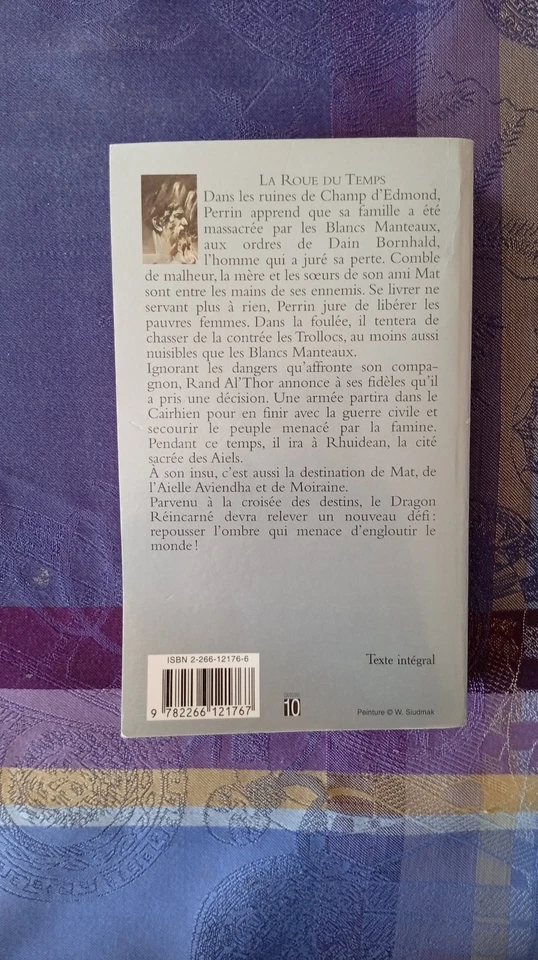 LA ROUE DU TEMPS
Dans les ruines de Champ d'Edmond,
Perrin apprend que sa famille a été
massacrée par les Blancs Manteaux,
aux ordres de Dain Bornhald,
l'homme qui a juré sa perte. Comble
de malheur, la mère et les sœurs de son ami Mat
sont entre les mains de ses ennemis. Se livrer ne
servant plus à rien, Perrin jure de libérer les
pauvres femmes. Dans la foulée, il tentera de
chasser de la contrée les Trollocs, au moins aussi
nuisibles que les Blancs Manteaux.
Ignorant les dangers qu'affronte son compa-
gnon, Rand Al'Thor annonce à ses fidèles qu'il
a pris une décision. Une armée partira dans le
Cairhien pour en finir avec la guerre civile et
secourir le peuple menacé par la famine.
Pendant ce temps, il ira à Rhuidean, la cité
sacrée des Aiels.
À son insu, c'est aussi la destination de Mat, de
l'Aielle Aviendha et de Moiraine.
Parvenu à la croisée des destins, le Dragon
Réincarné devra relever un nouveau défi :
repousser l'ombre qui menace d'engloutir le
monde !
Texte intégral
ISBN 2-266-12176-6
9 782266 121767
10
Peinture © W. Siudmak